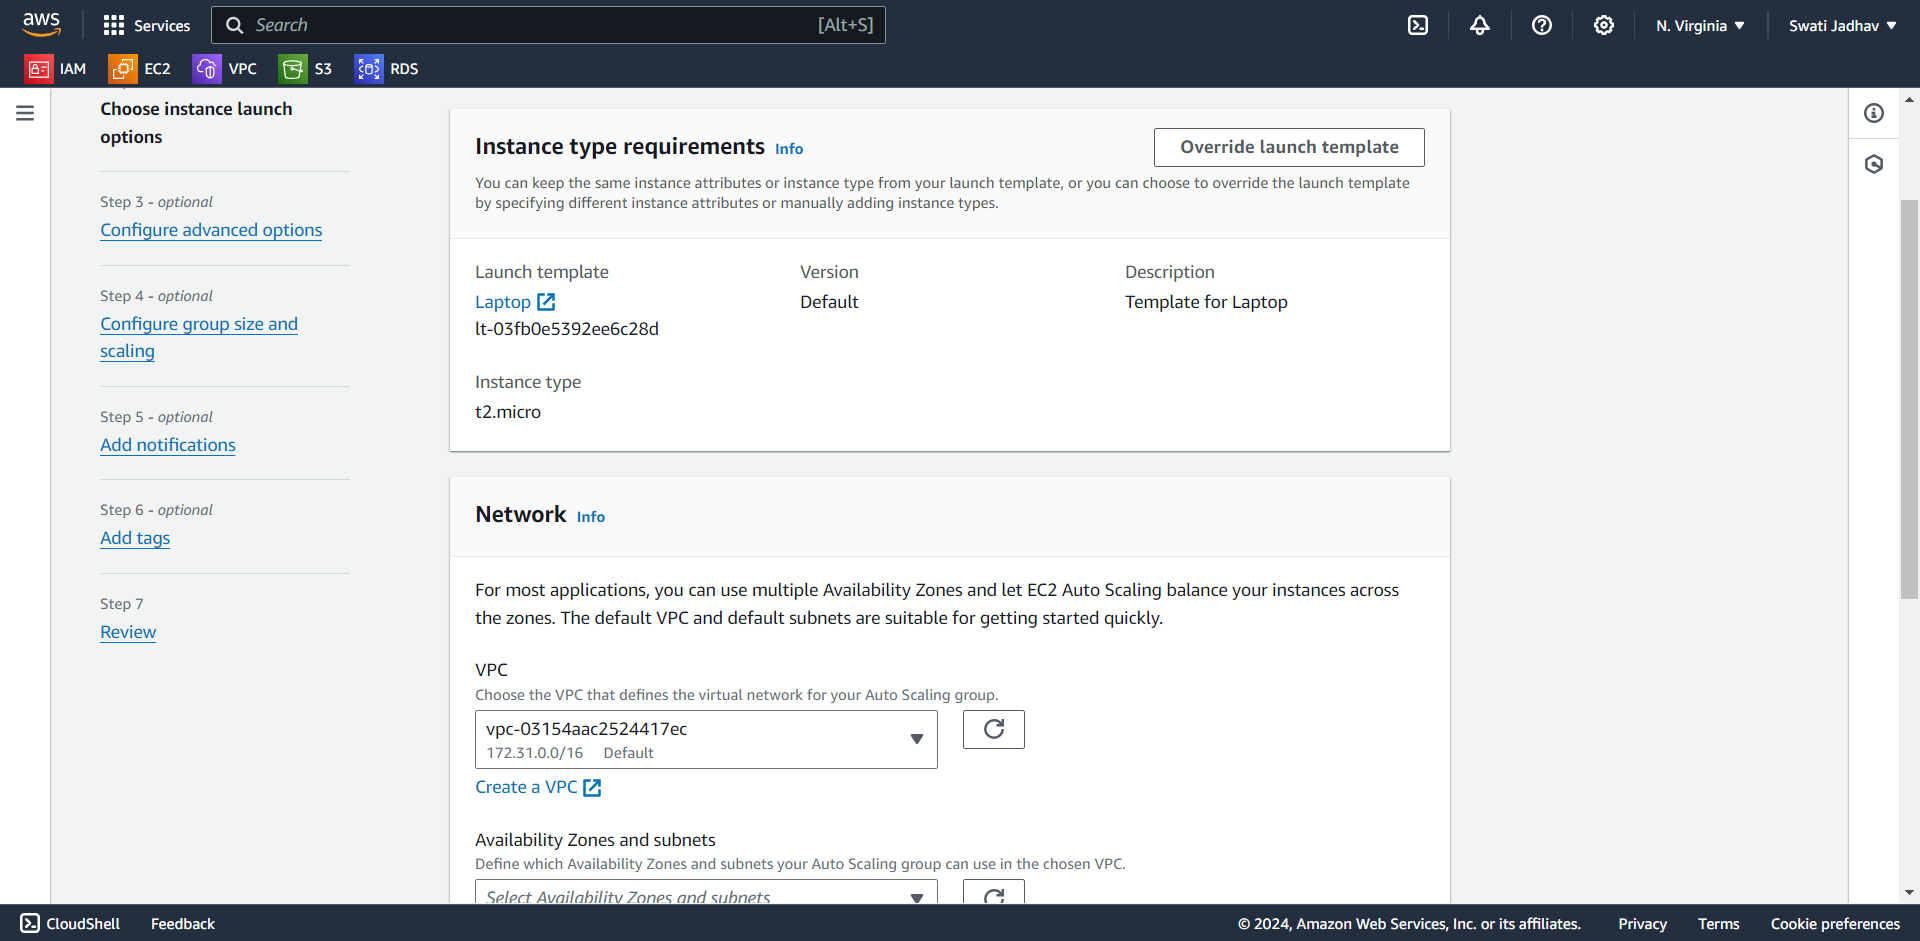 aws
Services
Search
[Alt+S]
N. Virginia
Swati Jadhav
IAM
EC2
VPC
S3
RDS
Choose instance launch
options
Step 3 - optional
Configure advanced options
Step 4 - optional
Configure group size and
scaling
Step 5 - optional
Add notifications
Step 6 - optional
Add tags
Step 7
Review
Instance type requirements Info
Override launch template
You can keep the same instance attributes or instance type from your launch template, or you can choose to override the launch template
by specifying different instance attributes or manually adding instance types.
Launch template
Laptop
lt-03fb0e5392ee6c28d
Version
Default
Description
Template for Laptop
Instance type
t2.micro
Network Info
For most applications, you can use multiple Availability Zones and let EC2 Auto Scaling balance your instances across
the zones. The default VPC and default subnets are suitable for getting started quickly.
VPC
Choose the VPC that defines the virtual network for your Auto Scaling group.
vpc-03154aac2524417ec
172.31.0.0/16 Default
Create a VPC
Availability Zones and subnets
Define which Availability Zones and subnets your Auto Scaling group can use in the chosen VPC.
Select Availability Zones and subnets
CloudShell
Feedback
© 2024, Amazon Web Services, Inc. or its affiliates.
Privacy
Terms
Cookie preferences